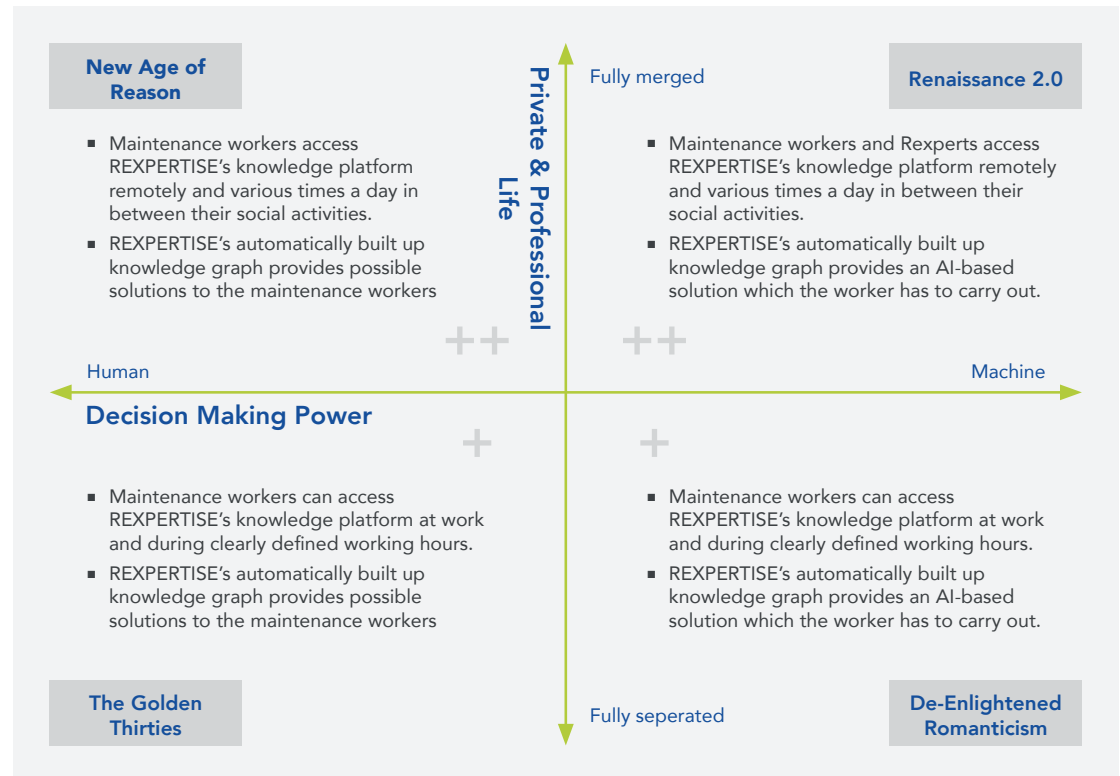 New Age of
Reason
Private & Professional
Life
Fully merged
Renaissance 2.0
▪ Maintenance workers access
REXPERTISE’s knowledge platform
remotely and various times a day in
between their social activities.
▪ REXPERTISE’s automatically built up
knowledge graph provides possible
solutions to the maintenance workers
▪ Maintenance workers and Rexperts access
REXPERTISE’s knowledge platform remotely
and various times a day in between their
social activities.
▪ REXPERTISE’s automatically built up
knowledge graph provides an AI-based
solution which the worker has to carry out.
++
++
Human
Machine
Decision Making Power
+
+
▪ Maintenance workers can access
REXPERTISE’s knowledge platform at work
and during clearly defined working hours.
▪ REXPERTISE’s automatically built up
knowledge graph provides possible
solutions to the maintenance workers
▪ Maintenance workers can access
REXPERTISE’s knowledge platform at work
and during clearly defined working hours.
▪ REXPERTISE’s automatically built up
knowledge graph provides an AI-based
solution which the worker has to carry out.
The Golden
Thirties
Fully seperated
De-Enlightened
Romanticism